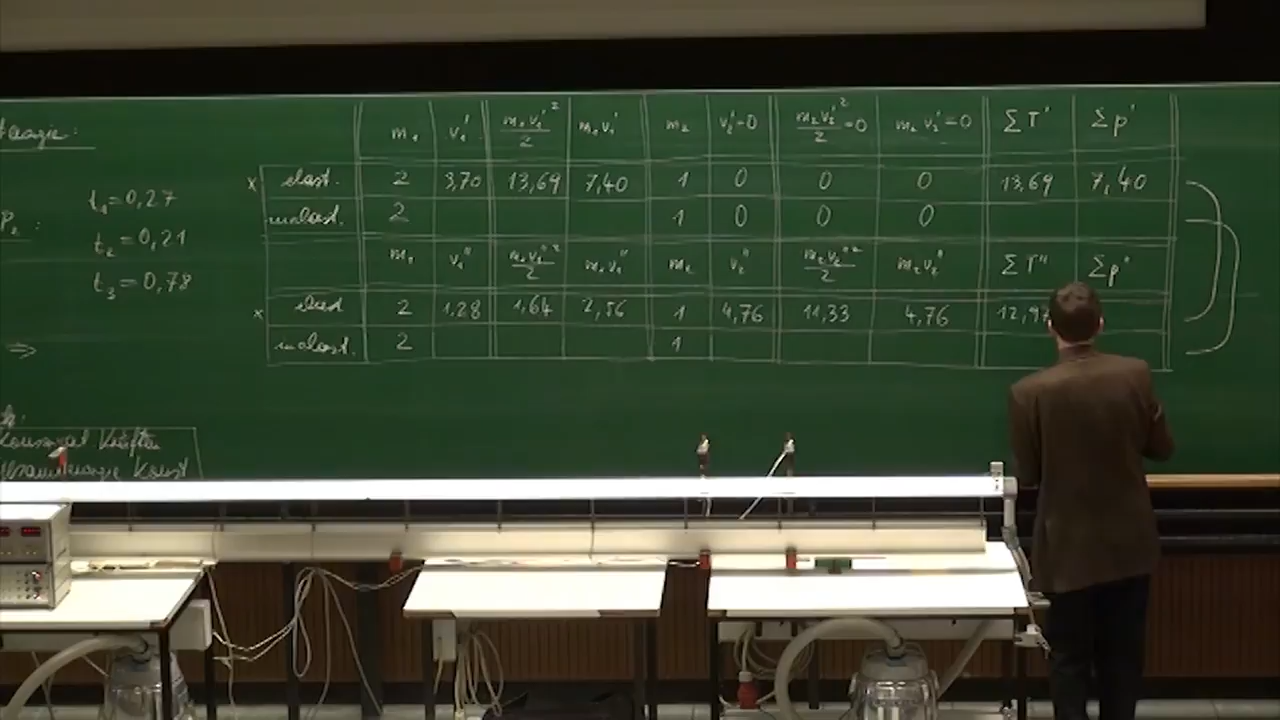 t₁=0,27
t₂=0,21
t₃=0,78
P₂:
⇒
m₁ v₁' m₁v₁'²/2 m₁v₁' m₂ v₂'=0 m₂v₂'²/2=0 m₂v₂'=0 ΣT' Σp'
x elast. 2 3,70 13,69 7,40 1 0 0 0 13,69 7,40
unelast. 2 1 0 0 0
m₁ v₁" m₁v₁"²/2 m₁v₁" m₂ v₂" m₂v₂"²/2 m₂v₂" ΣT" Σp"
x elast 2 1,28 1,64 2,56 1 4,76 11,33 4,76 12,97
unelast. 2 1